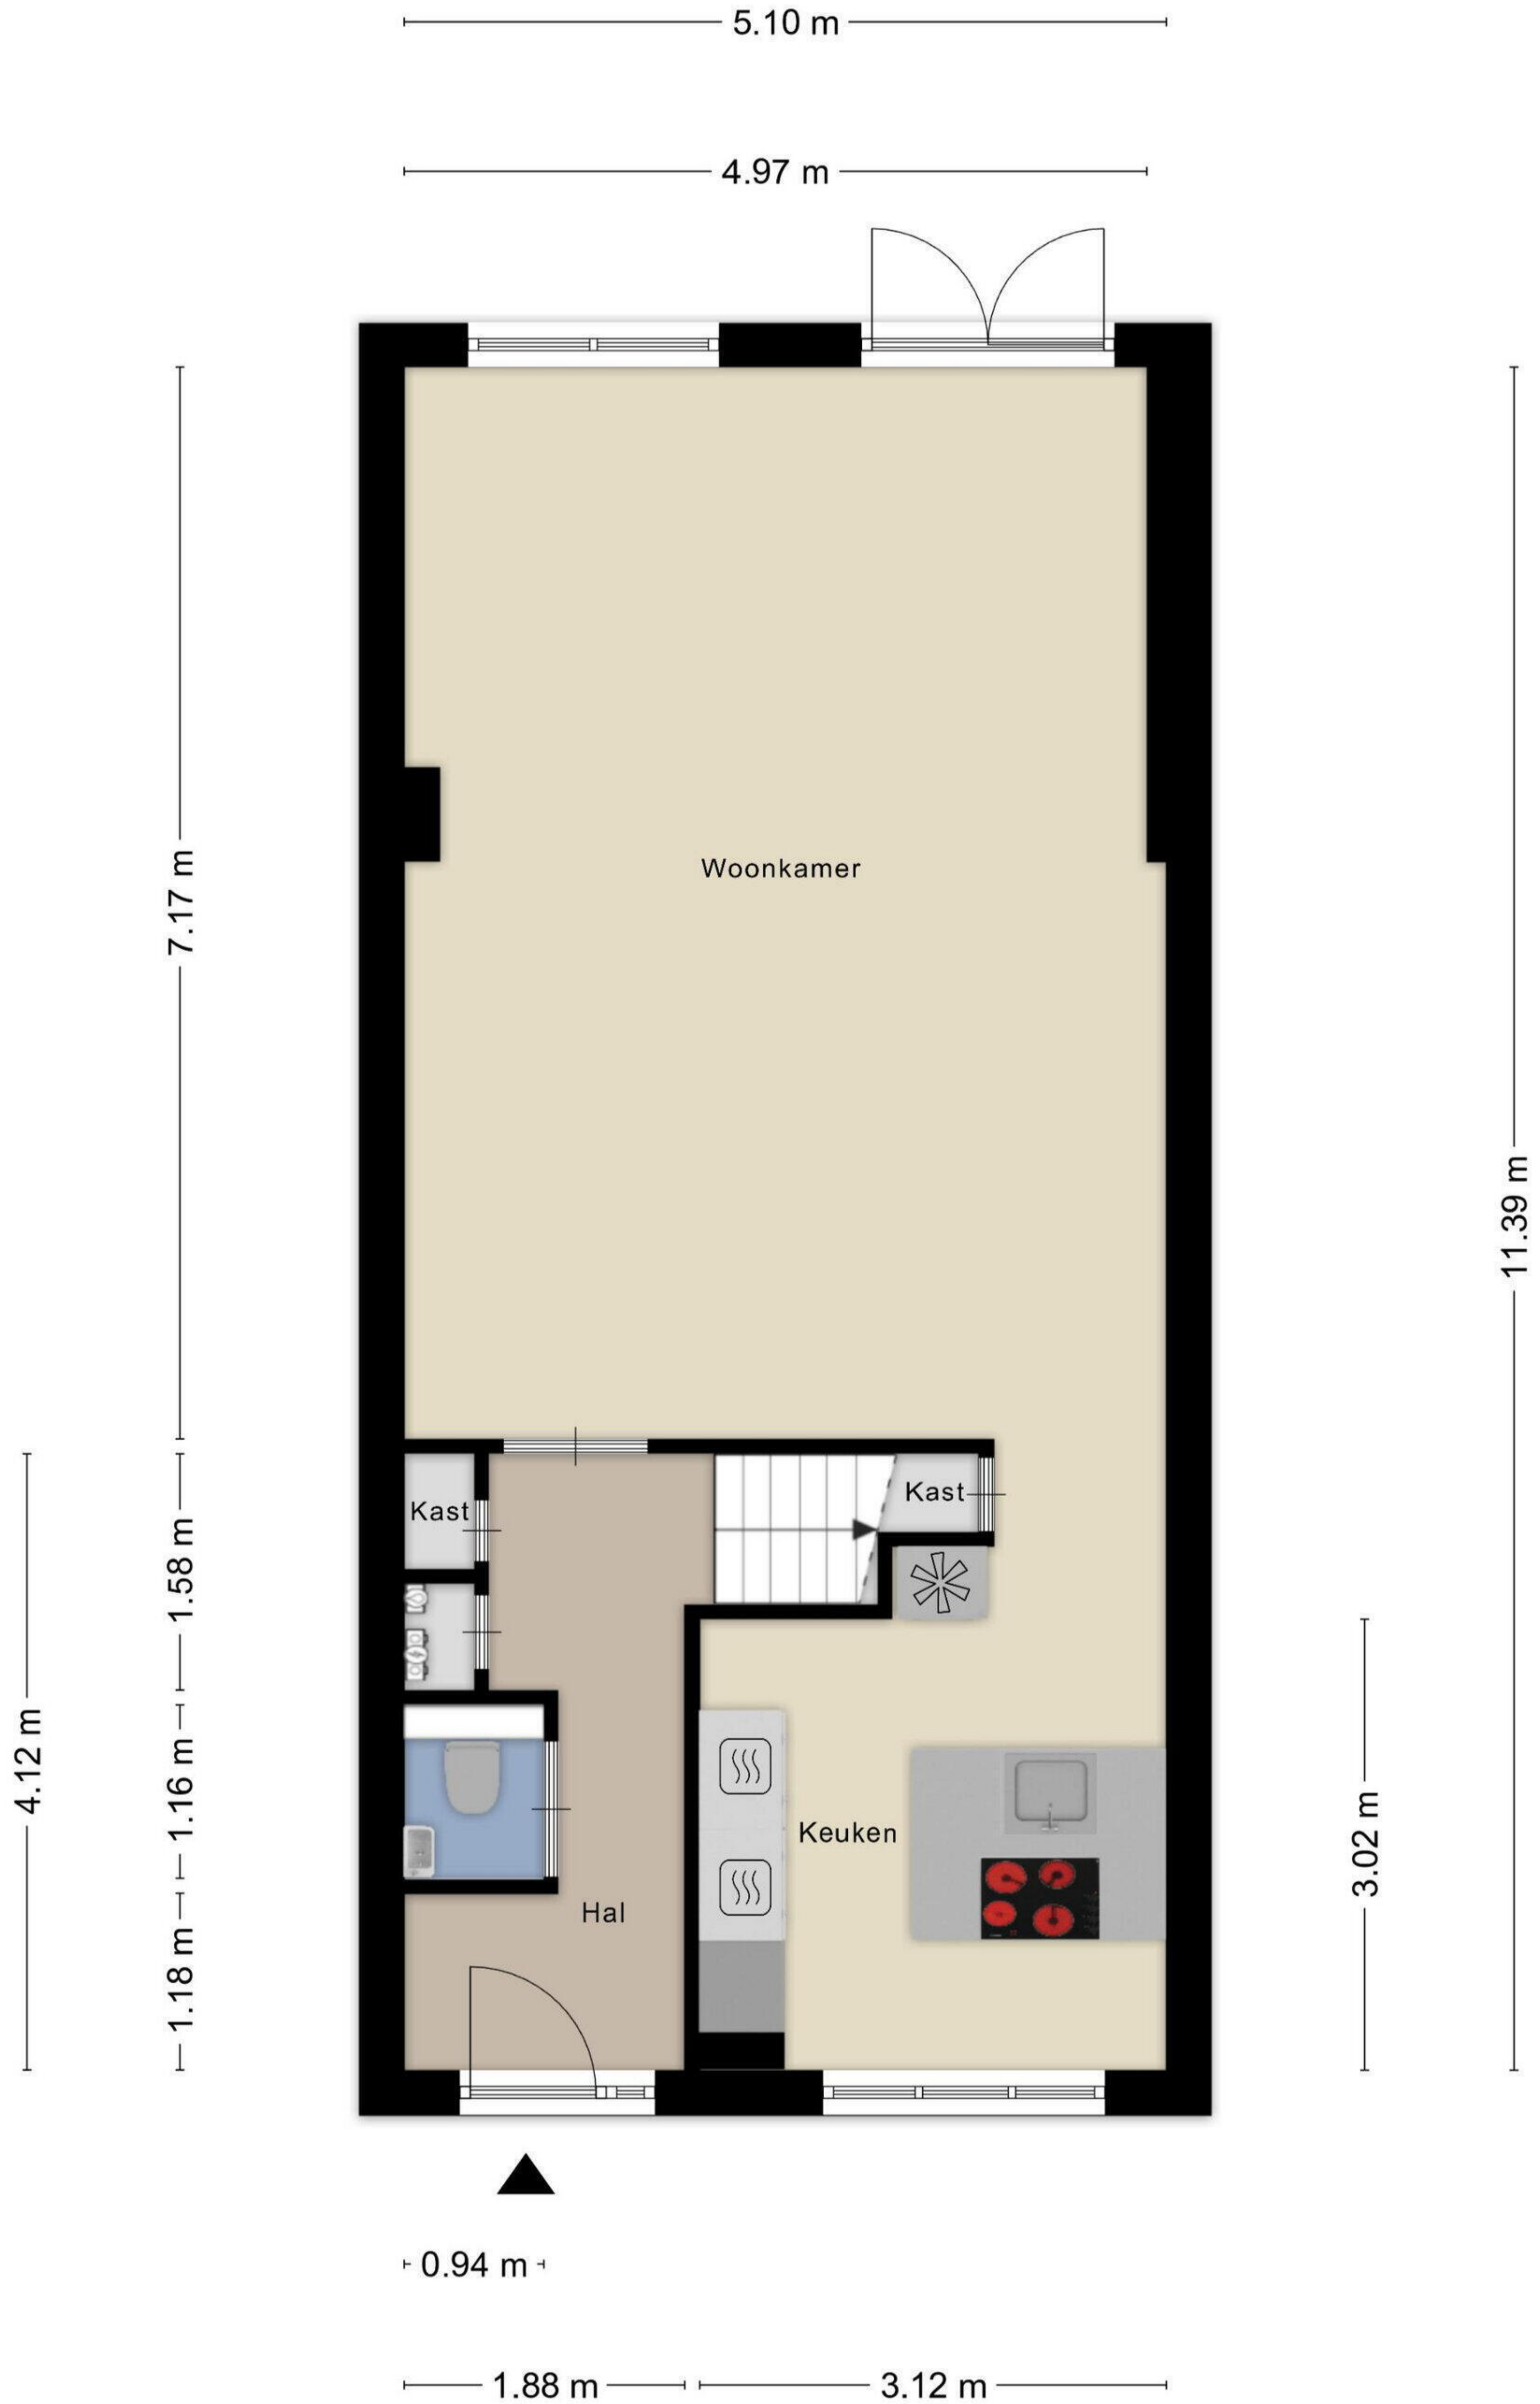 5.10 m
4.97 m
Woonkamer
7.17 m
11.39 m
Kast
Kast
1.58 m
4.12 m
1.16 m
3.02 m
Keuken
Hal
1.18 m
0.94 m
1.88 m
3.12 m